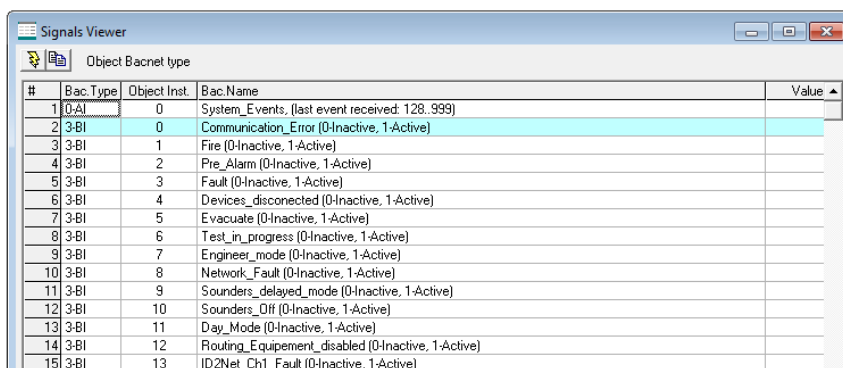 Signals Viewer
Object Bacnet type
# Bac.Type Object Inst. Bac.Name Value
1 0-AI 0 System_Events, (last event received: 128..999)
2 3-BI 0 Communication_Error (0-Inactive, 1-Active)
3 3-BI 1 Fire (0-Inactive, 1-Active)
4 3-BI 2 Pre_Alarm (0-Inactive, 1-Active)
5 3-BI 3 Fault (0-Inactive, 1-Active)
6 3-BI 4 Devices_disconected (0-Inactive, 1-Active)
7 3-BI 5 Evacuate (0-Inactive, 1-Active)
8 3-BI 6 Test_in_progress (0-Inactive, 1-Active)
9 3-BI 7 Engineer_mode (0-Inactive, 1-Active)
10 3-BI 8 Network_Fault (0-Inactive, 1-Active)
11 3-BI 9 Sounders_delayed_mode (0-Inactive, 1-Active)
12 3-BI 10 Sounders_Off (0-Inactive, 1-Active)
13 3-BI 11 Day_Mode (0-Inactive, 1-Active)
14 3-BI 12 Routing_Equipement_disabled (0-Inactive, 1-Active)
15 3-BI 13 ID2Net_Ch1_Fault (0-Inactive, 1-Active)